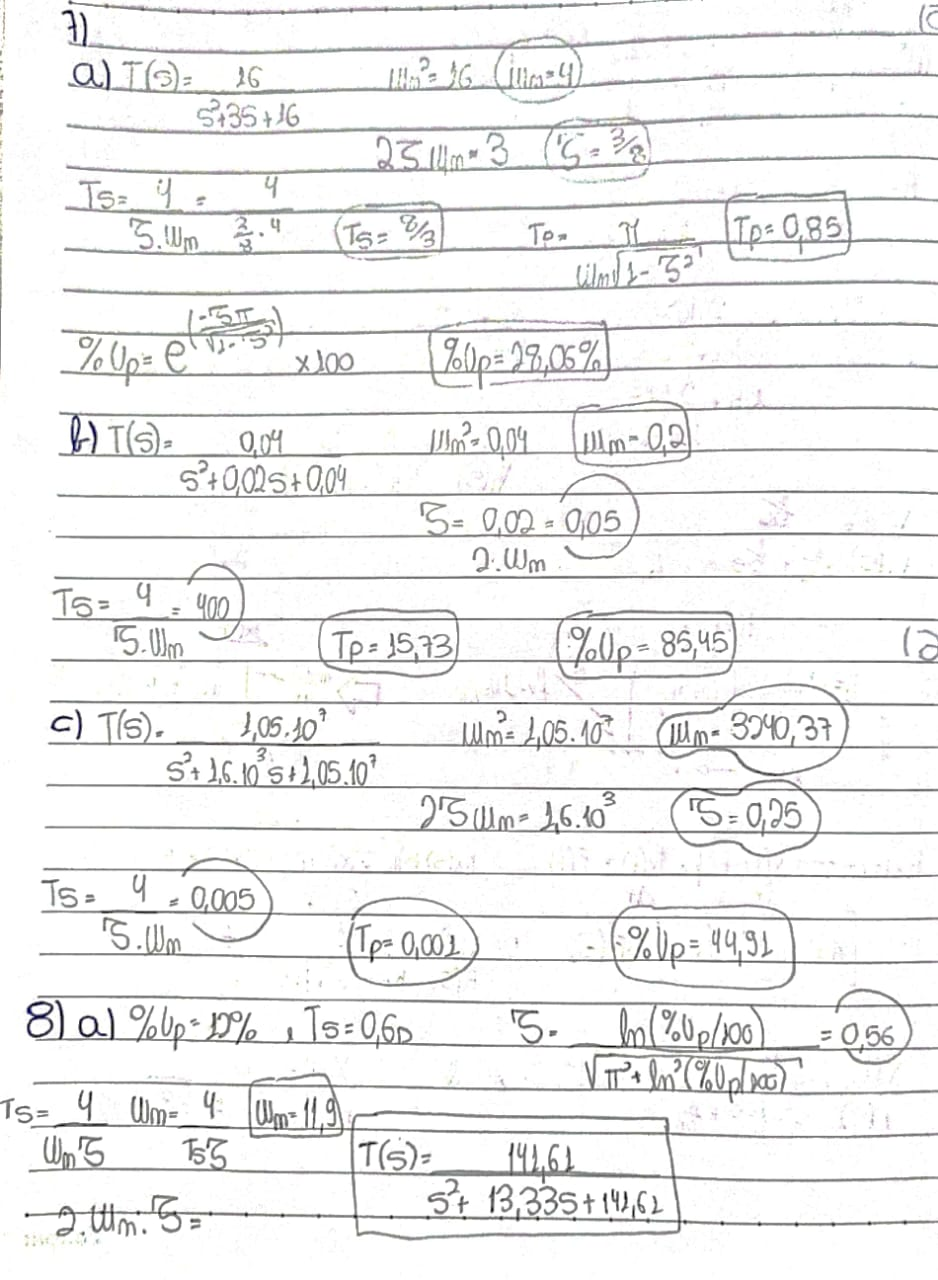 7)
a) T(S)= 16 / S²+3S+16   ωn²=16   ωn=4
2ζωn=3   ζ=3/8
Ts= 4 / ζ.ωn = 4 / 3/8 . 4   Ts=8/3   Tp= π / ωn√1-ζ²   Tp=0,85
%Up= e^(-ζπ / √1-ζ²) x100   %Up=28,06%
b) T(S)= 0,04 / S²+0,02S+0,04   ωn²=0,04   ωn=0,2
ζ= 0,02 / 2.ωn = 0,05
Ts= 4 / ζ.ωn = 400   Tp=15,73   %Up=85,45
c) T(S)= 1,05.10⁷ / S²+1,6.10³S+1,05.10⁷   ωn²=1,05.10⁷   ωn=3240,37
2ζωn=1,6.10³   ζ=0,25
Ts= 4 / ζ.ωn = 0,005   Tp=0,001   %Up=44,91
8) a) %Up=12% , Ts=0,6s   ζ= ln(%Up/100) / √π²+ln²(%Up/100) = 0,56
Ts= 4 / ωnζ   ωn= 4 / Tsζ   ωn=11,9
T(S)= 141,61 / S²+13,33S+141,61
2.ωn.ζ=